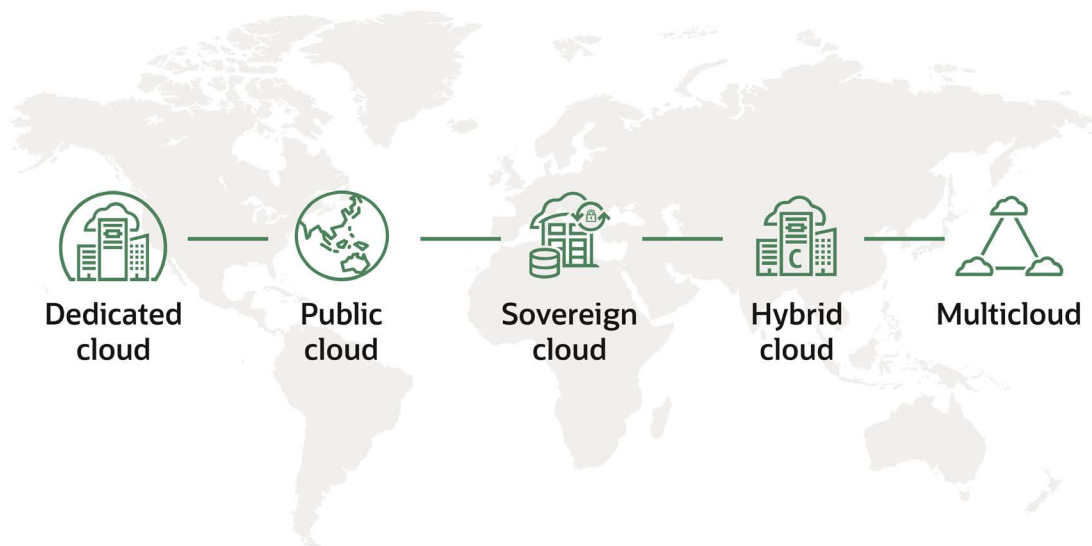 Dedicated
cloud
Public
cloud
Sovereign
cloud
C
Hybrid
cloud
Multicloud